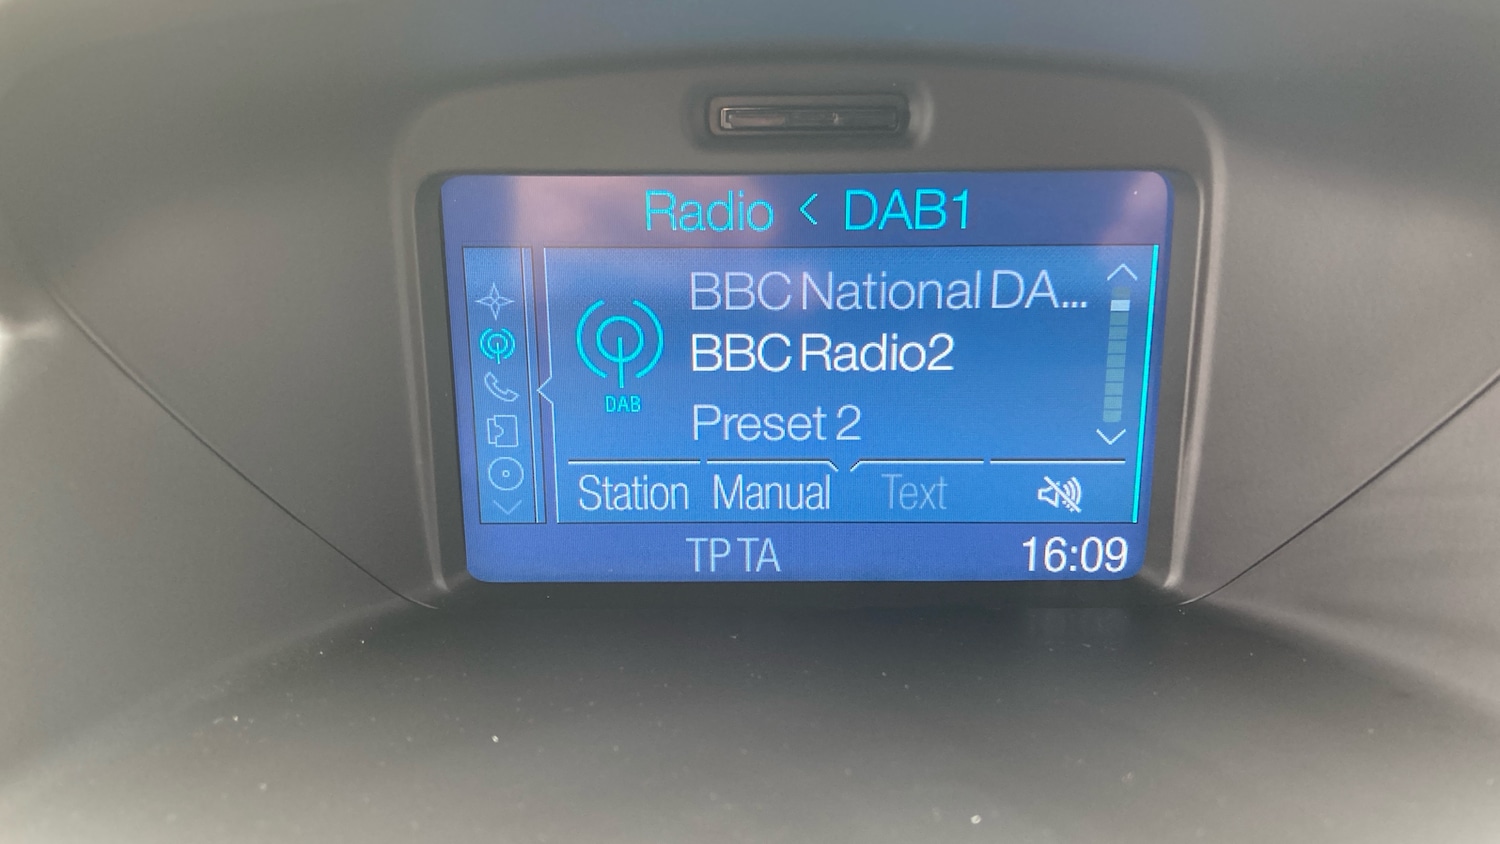 Radio < DAB1
BBC National DA...
BBC Radio2
DAB
Preset 2
Station Manual Text
TP TA 16:09